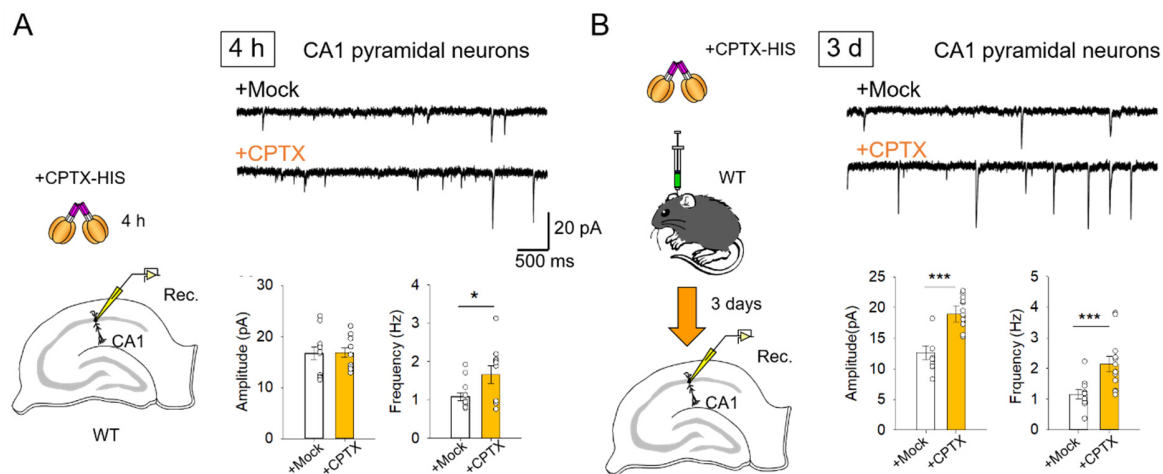 A
4 h CA1 pyramidal neurons
+Mock
+CPTX
+CPTX-HIS
4 h
20 pA
500 ms
Rec.
CA1
WT
Amplitude (pA)
30
20
10
0
+Mock
+CPTX
Frequency (Hz)
*
4
3
2
1
0
+Mock
+CPTX
B
+CPTX-HIS
3 d CA1 pyramidal neurons
+Mock
+CPTX
WT
3 days
Rec.
CA1
Amplitude(pA)
***
25
20
15
10
5
0
+Mock
+CPTX
Frquency (Hz)
***
5
4
3
2
1
0
+Mock
+CPTX